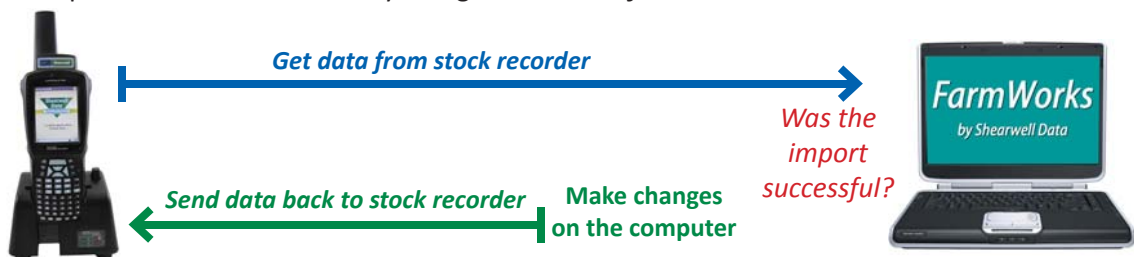 Get data from stock recorder
FarmWorks
by Shearwell Data
Was the
import
successful?
Send data back to stock recorder
Make changes
on the computer